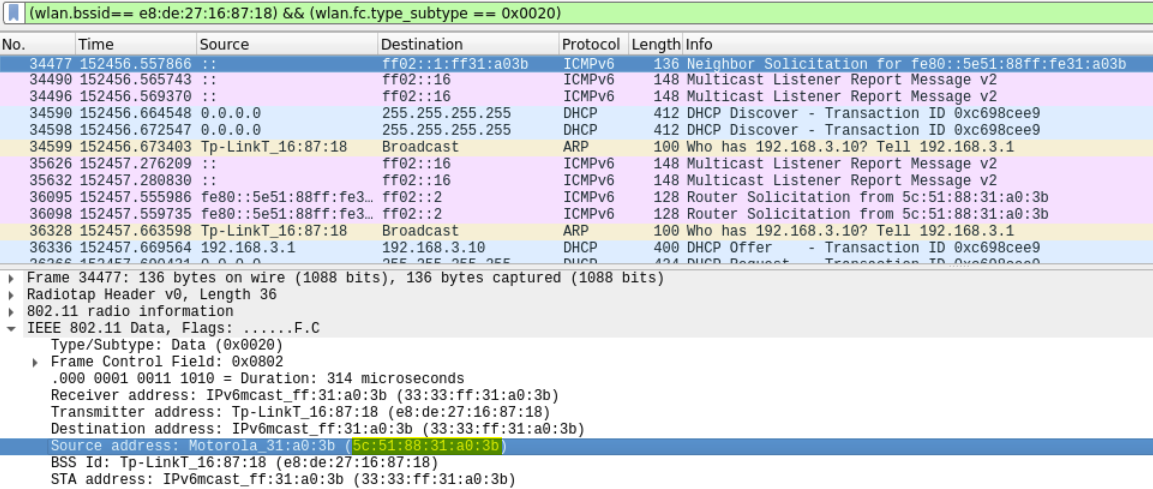 (wlan.bssid== e8:de:27:16:87:18) && (wlan.fc.type_subtype == 0x0020)
No. Time Source Destination Protocol Length Info
34477 152456.557866 :: ff02::1:ff31:a03b ICMPv6 136 Neighbor Solicitation for fe80::5e51:88ff:fe31:a03b
34490 152456.565743 :: ff02::16 ICMPv6 148 Multicast Listener Report Message v2
34496 152456.569370 :: ff02::16 ICMPv6 148 Multicast Listener Report Message v2
34590 152456.664548 0.0.0.0 255.255.255.255 DHCP 412 DHCP Discover - Transaction ID 0xc698cee9
34598 152456.672547 0.0.0.0 255.255.255.255 DHCP 412 DHCP Discover - Transaction ID 0xc698cee9
34599 152456.673403 Tp-LinkT_16:87:18 Broadcast ARP 100 Who has 192.168.3.10? Tell 192.168.3.1
35626 152457.276209 :: ff02::16 ICMPv6 148 Multicast Listener Report Message v2
35632 152457.280830 :: ff02::16 ICMPv6 148 Multicast Listener Report Message v2
36095 152457.555986 fe80::5e51:88ff:fe3… ff02::2 ICMPv6 128 Router Solicitation from 5c:51:88:31:a0:3b
36098 152457.559735 fe80::5e51:88ff:fe3… ff02::2 ICMPv6 128 Router Solicitation from 5c:51:88:31:a0:3b
36328 152457.663598 Tp-LinkT_16:87:18 Broadcast ARP 100 Who has 192.168.3.10? Tell 192.168.3.1
36336 152457.669564 192.168.3.1 192.168.3.10 DHCP 400 DHCP Offer - Transaction ID 0xc698cee9
Frame 34477: 136 bytes on wire (1088 bits), 136 bytes captured (1088 bits)
Radiotap Header v0, Length 36
802.11 radio information
IEEE 802.11 Data, Flags: ......F.C
Type/Subtype: Data (0x0020)
Frame Control Field: 0x0802
.000 0001 0011 1010 = Duration: 314 microseconds
Receiver address: IPv6mcast_ff:31:a0:3b (33:33:ff:31:a0:3b)
Transmitter address: Tp-LinkT_16:87:18 (e8:de:27:16:87:18)
Destination address: IPv6mcast_ff:31:a0:3b (33:33:ff:31:a0:3b)
Source address: Motorola_31:a0:3b (5c:51:88:31:a0:3b)
BSS Id: Tp-LinkT_16:87:18 (e8:de:27:16:87:18)
STA address: IPv6mcast_ff:31:a0:3b (33:33:ff:31:a0:3b)